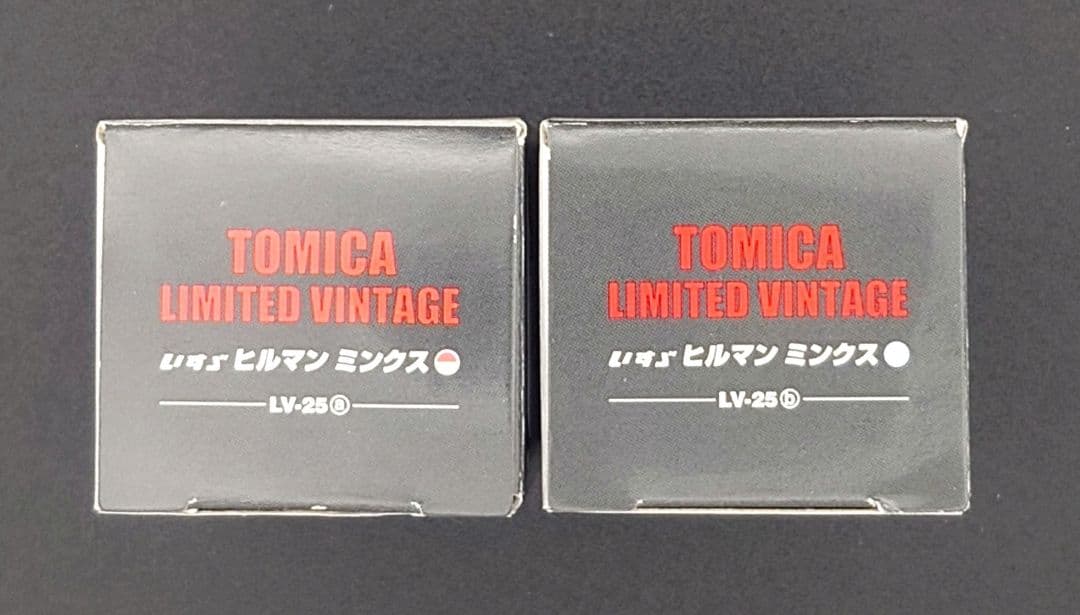 TOMICA
LIMITED VINTAGE
いすゞ ヒルマン ミンクス
LV-25ⓐ
TOMICA
LIMITED VINTAGE
いすゞ ヒルマン ミンクス
LV-25ⓑ